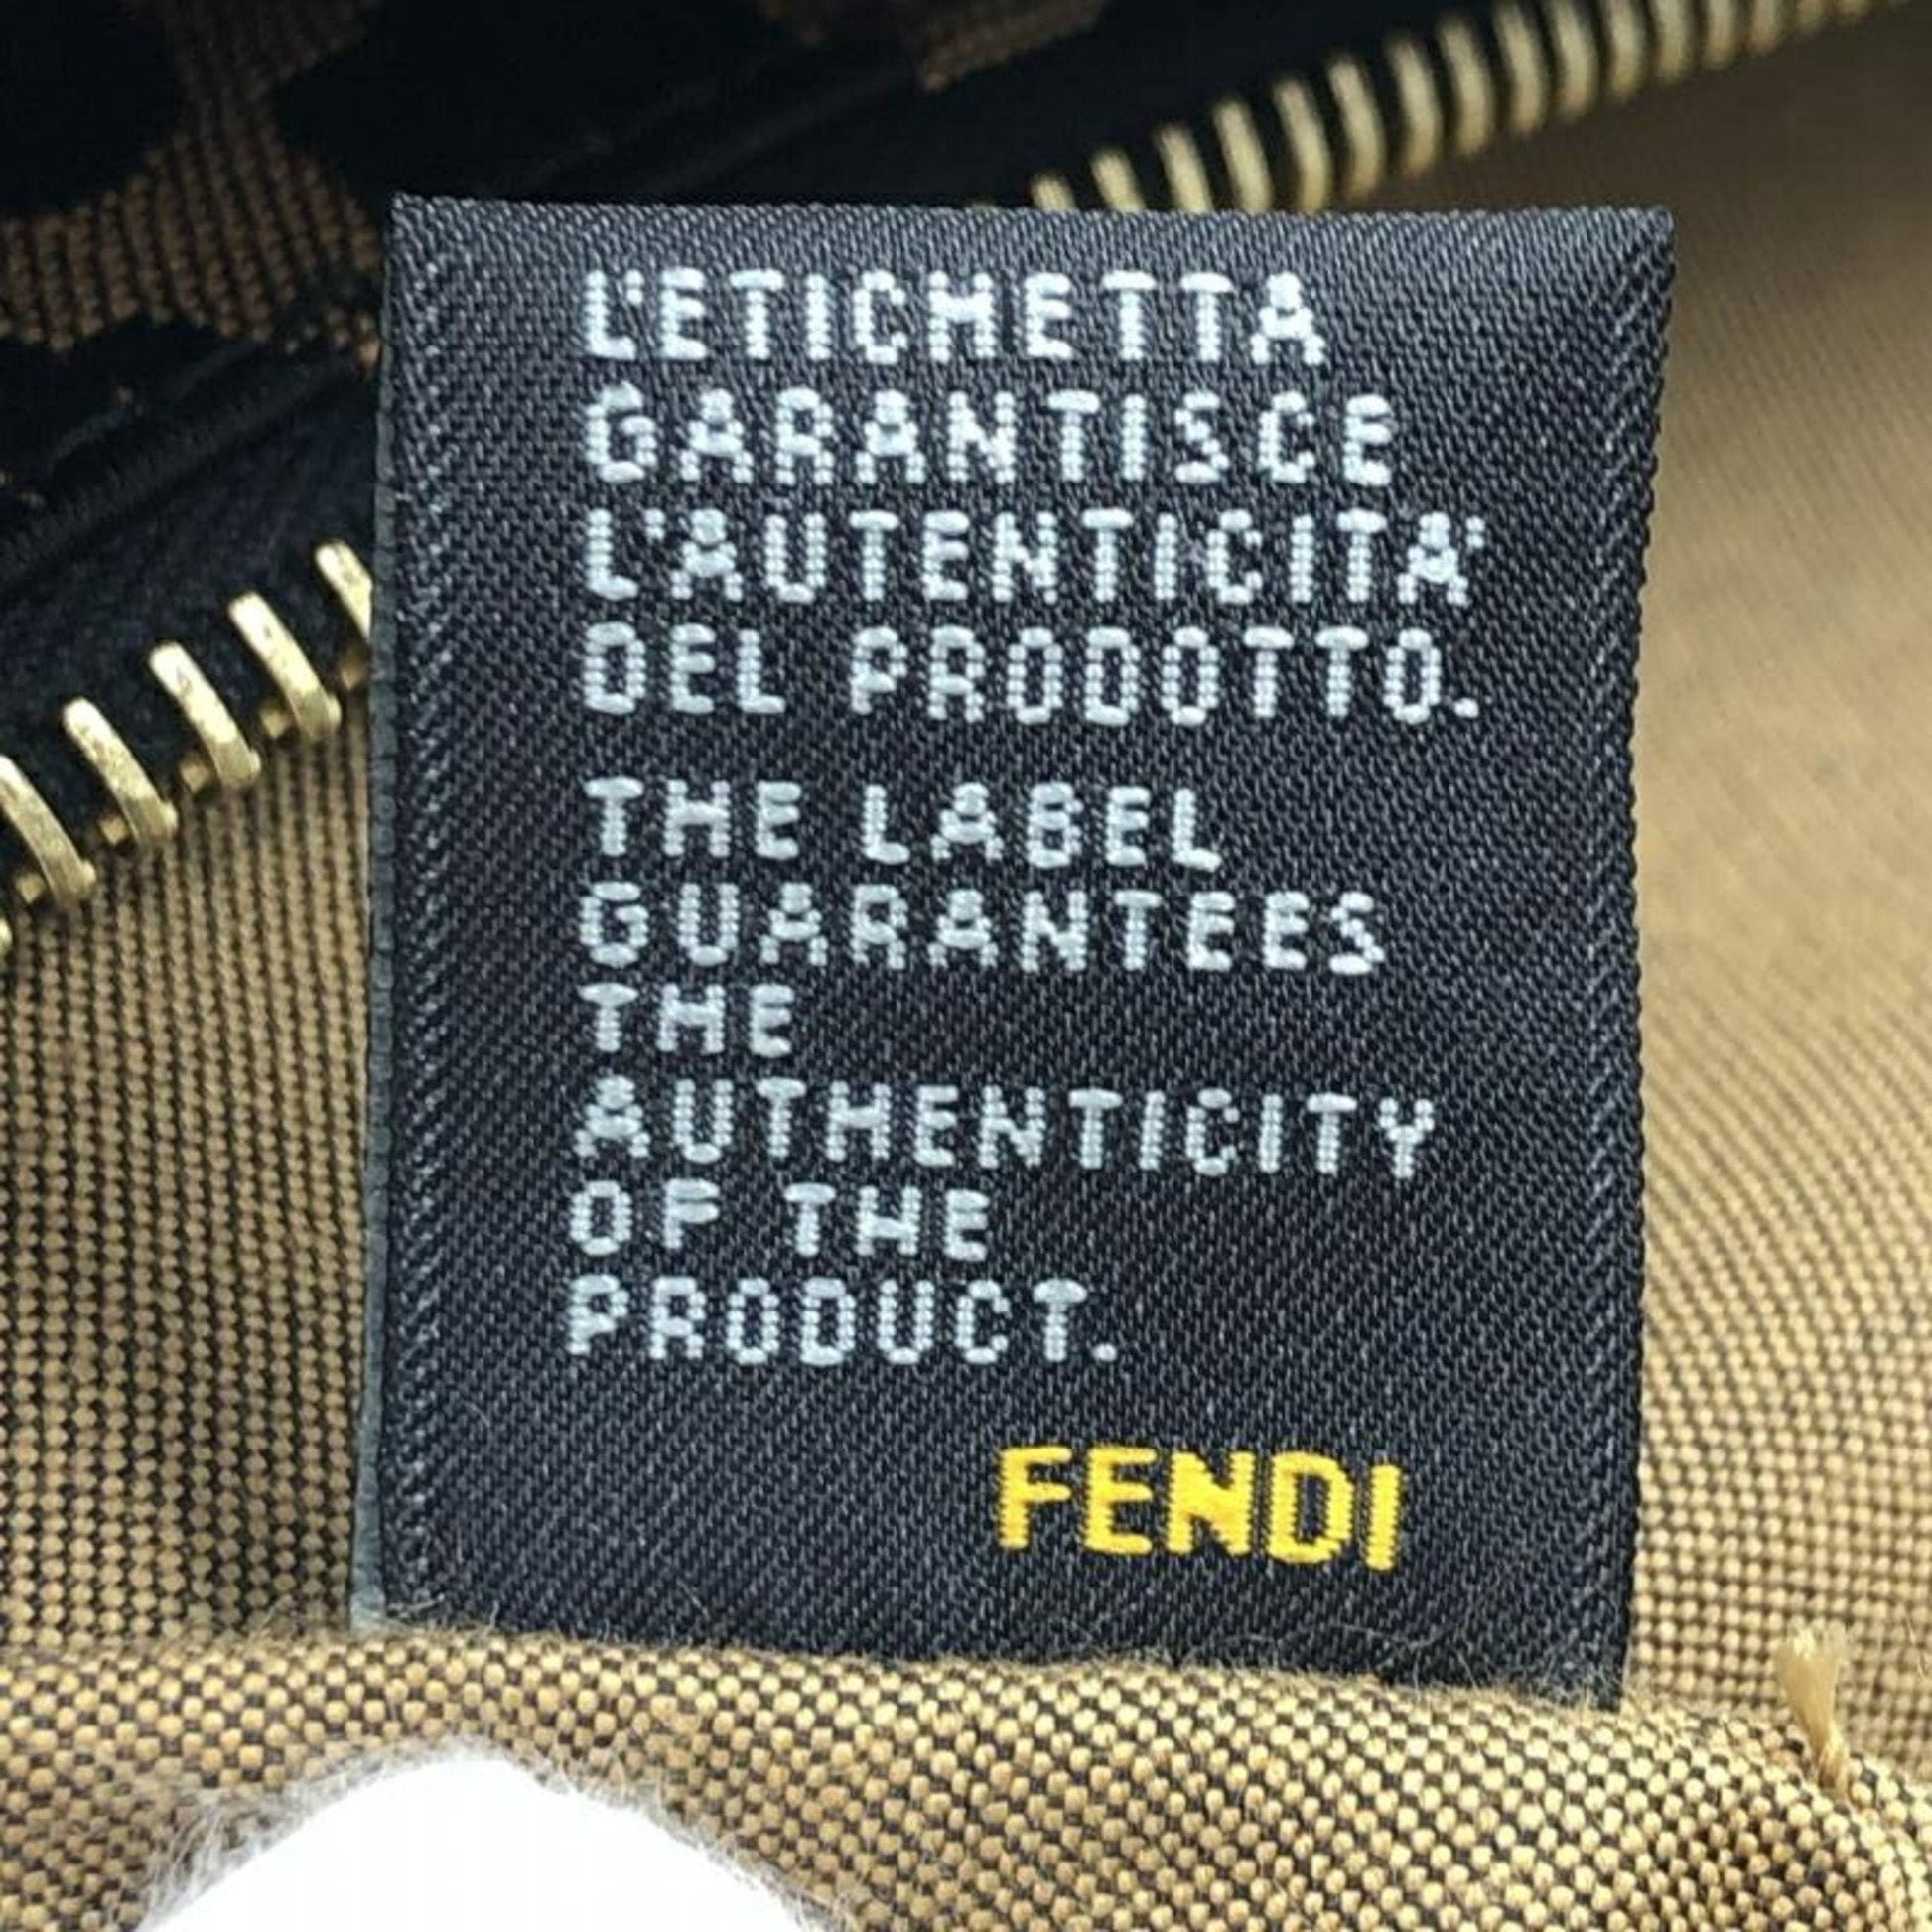 L'ETICHETTA
GARANTISCE
L'AUTENTICITA'
DEL PRODOTTO.
THE LABEL
GUARANTEES
THE
AUTHENTICITY
OF THE
PRODUCT.
FENDI